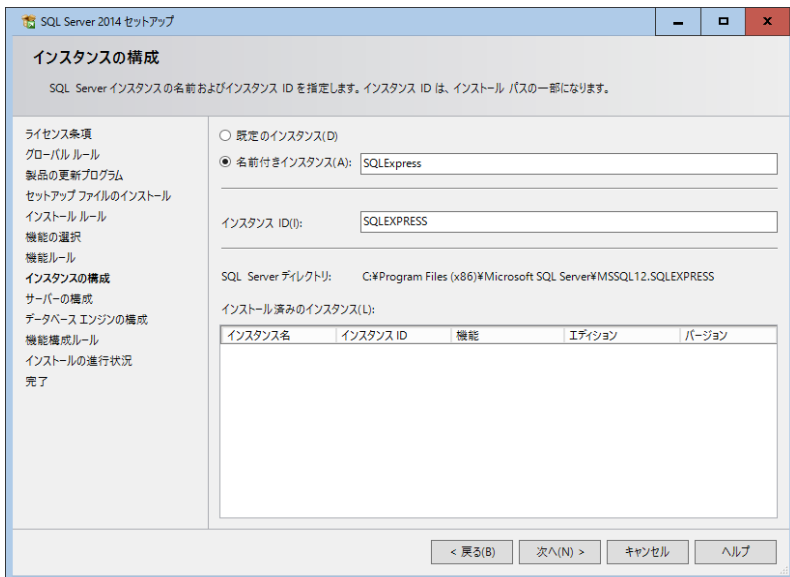 SQL Server 2014 セットアップ
インスタンスの構成
SQL Server インスタンスの名前およびインスタンス ID を指定します。インスタンス ID は、インストール パスの一部になります。
ライセンス条項
グローバル ルール
製品の更新プログラム
セットアップ ファイルのインストール
インストール ルール
機能の選択
機能ルール
インスタンスの構成
サーバーの構成
データベース エンジンの構成
機能構成ルール
インストールの進行状況
完了
既定のインスタンス(D)
名前付きインスタンス(A): SQLExpress
インスタンス ID(I): SQLEXPRESS
SQL Server ディレクトリ: C:¥Program Files (x86)¥Microsoft SQL Server¥MSSQL12.SQLEXPRESS
インストール済みのインスタンス(L):
インスタンス名 インスタンス ID 機能 エディション バージョン
< 戻る(B) 次へ(N) > キャンセル ヘルプ